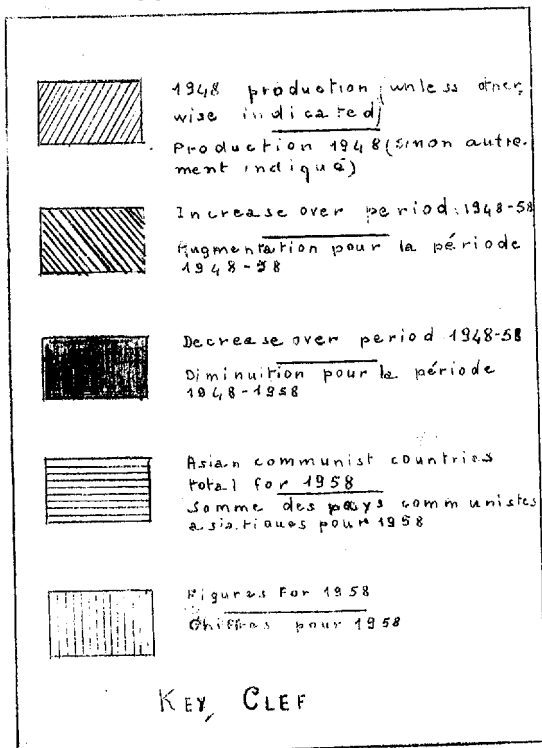 1948 production (unless other,
wise indicated)
Production 1948 (sinon autre.
ment indiqué)
Increase over period: 1948-58
Augmentation pour la période
1948-58
Decrease over period 1948-58
Diminuition pour la période
1948-1958
Asian communist countries
total for 1958
Somme des pays communistes
asiatiques pour 1958
Figures For 1958
Chiffres pour 1958
KEY, CLEF